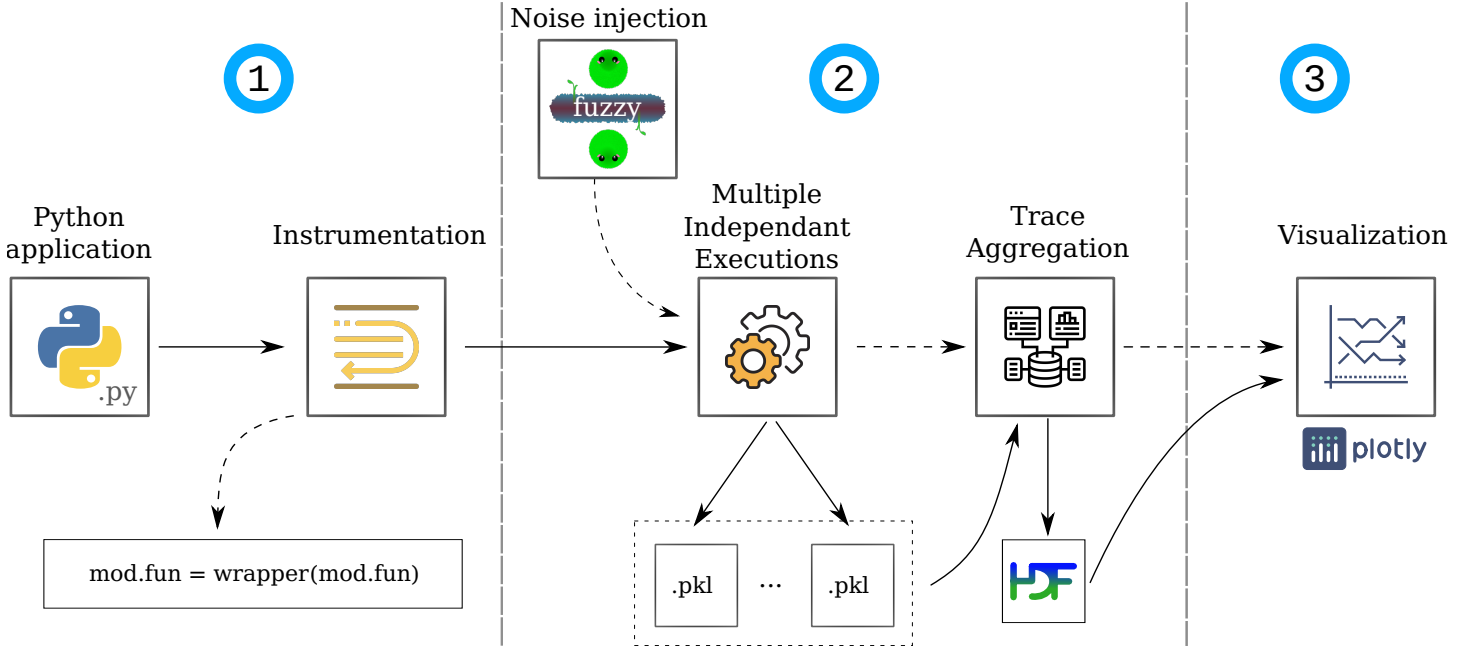 1
Noise injection
fuzzy
2
3
Python
application
.py
Instrumentation
Multiple
Independant
Executions
Trace
Aggregation
Visualization
plotly
mod.fun = wrapper(mod.fun)
.pkl
...
.pkl
HDF